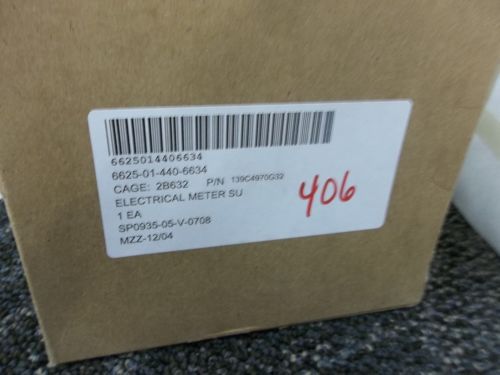 6625014406634
6625-01-440-6634
CAGE: 2B632 P/N 139C4970G32
ELECTRICAL METER SU
1 EA
SP0935-05-V-0708
MZZ-12/04
406